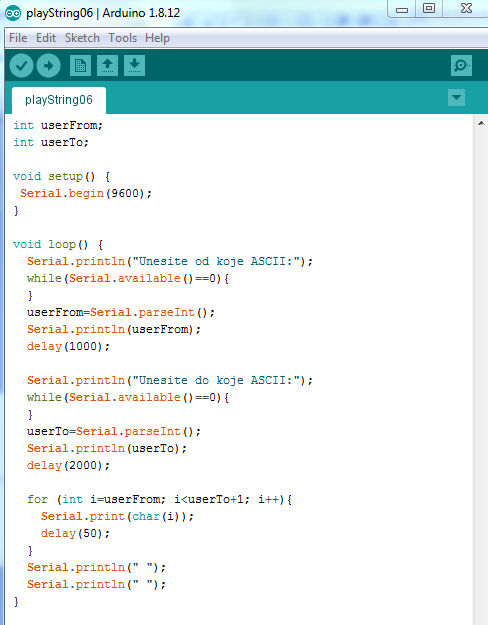 playString06 | Arduino 1.8.12
File Edit Sketch Tools Help
playString06
int userFrom;
int userTo;

void setup() {
 Serial.begin(9600);
}

void loop() {
  Serial.println("Unesite od koje ASCII:");
  while(Serial.available()==0){
  }
  userFrom=Serial.parseInt();
  Serial.println(userFrom);
  delay(1000);

  Serial.println("Unesite do koje ASCII:");
  while(Serial.available()==0){
  }
  userTo=Serial.parseInt();
  Serial.println(userTo);
  delay(2000);

  for (int i=userFrom; i<userTo+1; i++){
    Serial.print(char(i));
    delay(50);
  }
  Serial.println(" ");
  Serial.println(" ");
}